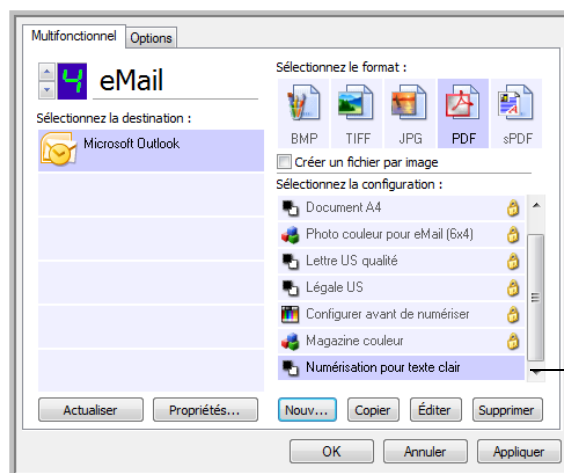 Multifonctionnel Options
4 eMail
Sélectionnez la destination :
Microsoft Outlook
Actualiser Propriétés...
Sélectionnez le format :
BMP TIFF JPG PDF sPDF
Créer un fichier par image
Sélectionnez la configuration :
Document A4
Photo couleur pour eMail (6x4)
Lettre US qualité
Légale US
Configurer avant de numériser
Magazine couleur
Numérisation pour texte clair
Nouv... Copier Éditer Supprimer
OK Annuler Appliquer